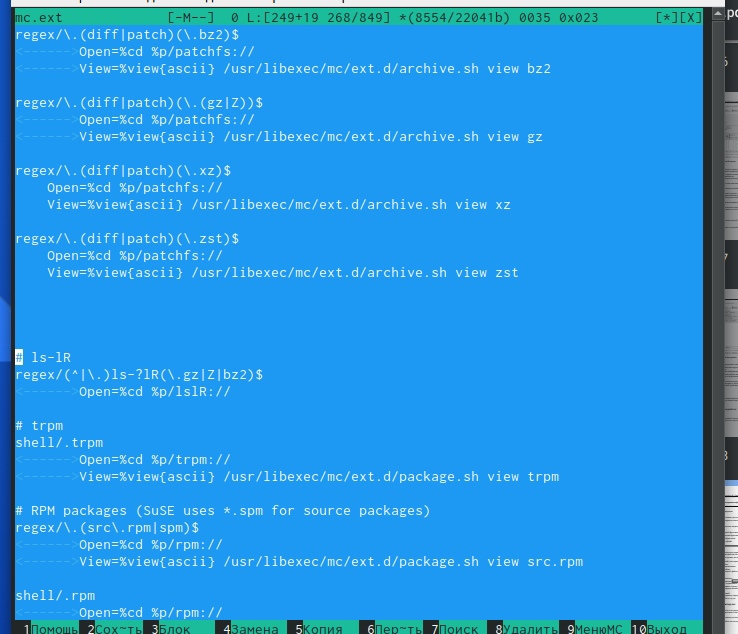 mc.ext [-M--] 0 L:[249+19 268/849] *(8554/22041b) 0035 0x023 [*][X]
regex/\.(diff|patch)(\.bz2)$
<------>Open=%cd %p/patchfs://
<------>View=%view{ascii} /usr/libexec/mc/ext.d/archive.sh view bz2
regex/\.(diff|patch)(\.(gz|Z))$
<------>Open=%cd %p/patchfs://
<------>View=%view{ascii} /usr/libexec/mc/ext.d/archive.sh view gz
regex/\.(diff|patch)(\.xz)$
    Open=%cd %p/patchfs://
    View=%view{ascii} /usr/libexec/mc/ext.d/archive.sh view xz
regex/\.(diff|patch)(\.zst)$
    Open=%cd %p/patchfs://
    View=%view{ascii} /usr/libexec/mc/ext.d/archive.sh view zst
# ls-lR
regex/(^|\.)ls-?lR(\.gz|Z|bz2)$
<------>Open=%cd %p/lslR://
# trpm
shell/.trpm
<------>Open=%cd %p/trpm://
<------>View=%view{ascii} /usr/libexec/mc/ext.d/package.sh view trpm
# RPM packages (SuSE uses *.spm for source packages)
regex/\.(src\.rpm|spm)$
<------>Open=%cd %p/rpm://
<------>View=%view{ascii} /usr/libexec/mc/ext.d/package.sh view src.rpm
shell/.rpm
<------>Open=%cd %p/rpm://
1Помощь 2Сох~ть 3Блок 4Замена 5Копия 6Пер~ть 7Поиск 8Удалить 9МенюMC 10Выход